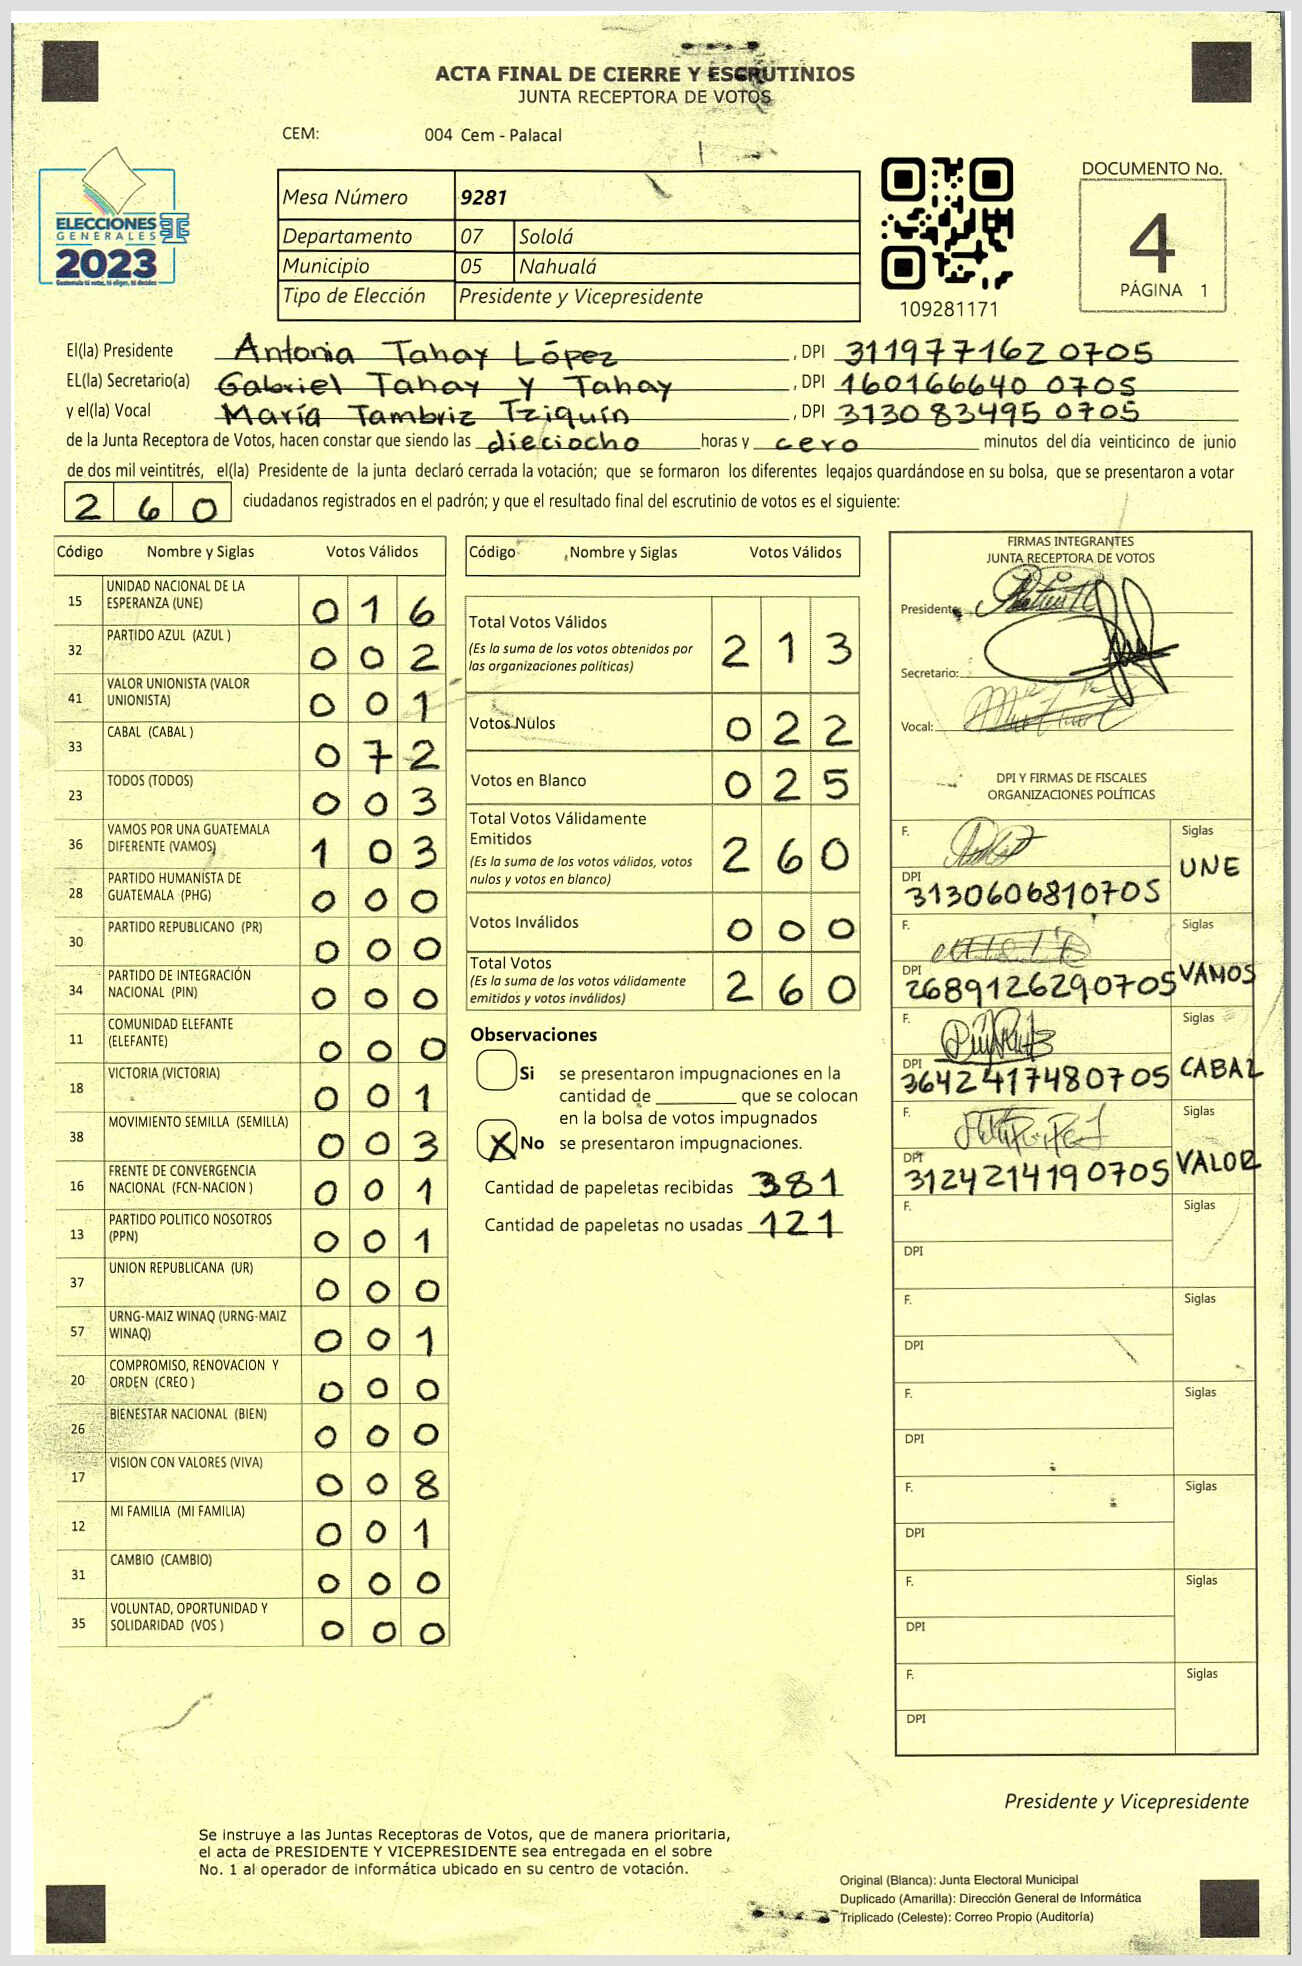 ACTA FINAL DE CIERRE Y ESCRUTINIOS
JUNTA RECEPTORA DE VOTOS
CEM: 004 Cem - Palacal
ELECCIONES
GENERALES
2023
Guatemala tú votas, tú eliges, tú decides
Mesa Número 9281
Departamento 07 Sololá
Municipio 05 Nahualá
Tipo de Elección Presidente y Vicepresidente
109281171
DOCUMENTO No.
4
PÁGINA 1
El(la) Presidente Antonia Tahay López , DPI 311977162 0705
EL(la) Secretario(a) Gabriel Tahay y Tahay , DPI 160166640 0705
y el(la) Vocal María Tambriz Tziquín , DPI 313083495 0705
de la Junta Receptora de Votos, hacen constar que siendo las dieciocho horas y cero minutos del día veinticinco de junio
de dos mil veintitrés, el(la) Presidente de la junta declaró cerrada la votación; que se formaron los diferentes legajos quardándose en su bolsa, que se presentaron a votar
2 6 0 ciudadanos registrados en el padrón; y que el resultado final del escrutinio de votos es el siguiente:
Código Nombre y Siglas Votos Válidos
15 UNIDAD NACIONAL DE LA ESPERANZA (UNE) 0 1 6
32 PARTIDO AZUL (AZUL ) 0 0 2
41 VALOR UNIONISTA (VALOR UNIONISTA) 0 0 1
33 CABAL (CABAL ) 0 7 2
23 TODOS (TODOS) 0 0 3
36 VAMOS POR UNA GUATEMALA DIFERENTE (VAMOS) 1 0 3
28 PARTIDO HUMANISTA DE GUATEMALA (PHG) 0 0 0
30 PARTIDO REPUBLICANO (PR) 0 0 0
34 PARTIDO DE INTEGRACIÓN NACIONAL (PIN) 0 0 0
11 COMUNIDAD ELEFANTE (ELEFANTE) 0 0 0
18 VICTORIA (VICTORIA) 0 0 1
38 MOVIMIENTO SEMILLA (SEMILLA) 0 0 3
16 FRENTE DE CONVERGENCIA NACIONAL (FCN-NACION ) 0 0 1
13 PARTIDO POLITICO NOSOTROS (PPN) 0 0 1
37 UNION REPUBLICANA (UR) 0 0 0
57 URNG-MAIZ WINAQ (URNG-MAIZ WINAQ) 0 0 1
20 COMPROMISO, RENOVACION Y ORDEN (CREO ) 0 0 0
26 BIENESTAR NACIONAL (BIEN) 0 0 0
17 VISION CON VALORES (VIVA) 0 0 8
12 MI FAMILIA (MI FAMILIA) 0 0 1
31 CAMBIO (CAMBIO) 0 0 0
35 VOLUNTAD, OPORTUNIDAD Y SOLIDARIDAD (VOS ) 0 0 0
Código Nombre y Siglas Votos Válidos
Total Votos Válidos 2 1 3
(Es la suma de los votos obtenidos por
las organizaciones políticas)
Votos Nulos 0 2 2
Votos en Blanco 0 2 5
Total Votos Válidamente
Emitidos 2 6 0
(Es la suma de los votos válidos, votos
nulos y votos en blanco)
Votos Inválidos 0 0 0
Total Votos 2 6 0
(Es la suma de los votos válidamente
emitidos y votos inválidos)
Observaciones
Si se presentaron impugnaciones en la
cantidad de que se colocan
en la bolsa de votos impugnados
X No se presentaron impugnaciones.
Cantidad de papeletas recibidas 381
Cantidad de papeletas no usadas 121
FIRMAS INTEGRANTES
JUNTA RECEPTORA DE VOTOS
Presidente:
Secretario:
Vocal:
DPI Y FIRMAS DE FISCALES
ORGANIZACIONES POLÍTICAS
F. Siglas
DPI 3130606810705 UNE
F. Siglas
DPI 2689126290705 VAMOS
F. Siglas
DPI 3642417480705 CABAL
F. Siglas
DPI 3124214190705 VALOR
F. Siglas
DPI
F. Siglas
DPI
F. Siglas
DPI
F. Siglas
DPI
F. Siglas
DPI
F. Siglas
DPI
Presidente y Vicepresidente
Se instruye a las Juntas Receptoras de Votos, que de manera prioritaria,
el acta de PRESIDENTE Y VICEPRESIDENTE sea entregada en el sobre
No. 1 al operador de informática ubicado en su centro de votación.
Original (Blanca): Junta Electoral Municipal
Duplicado (Amarilla): Dirección General de Informática
Triplicado (Celeste): Correo Propio (Auditoría)